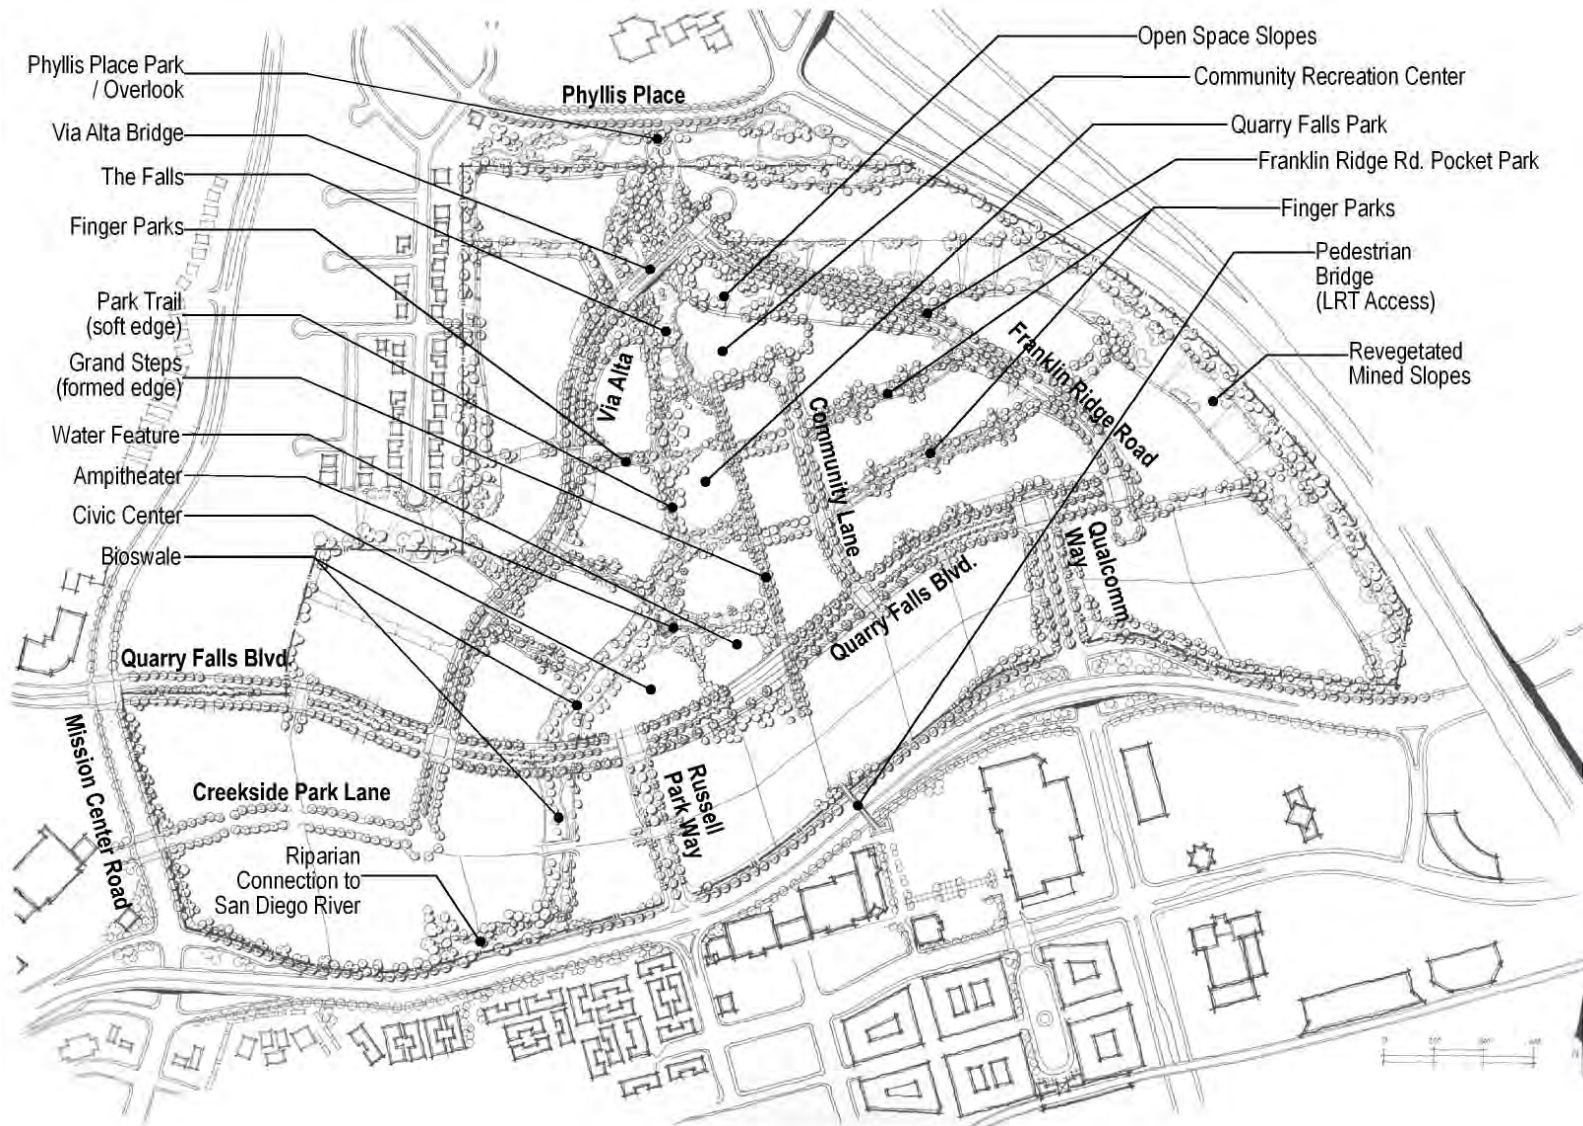 Phyllis Place Park
/ Overlook
Via Alta Bridge
The Falls
Finger Parks
Park Trail
(soft edge)
Grand Steps
(formed edge)
Water Feature
Ampitheater
Civic Center
Bioswale
Phyllis Place
Open Space Slopes
Community Recreation Center
Quarry Falls Park
Franklin Ridge Rd. Pocket Park
Finger Parks
Pedestrian
Bridge
(LRT Access)
Revegetated
Mined Slopes
Via Alta
Community Lane
Franklin Ridge Road
Qualcomm
Way
Quarry Falls Blvd.
Quarry Falls Blvd.
Mission Center Road
Creekside Park Lane
Russell
Park Way
Riparian
Connection to
San Diego River